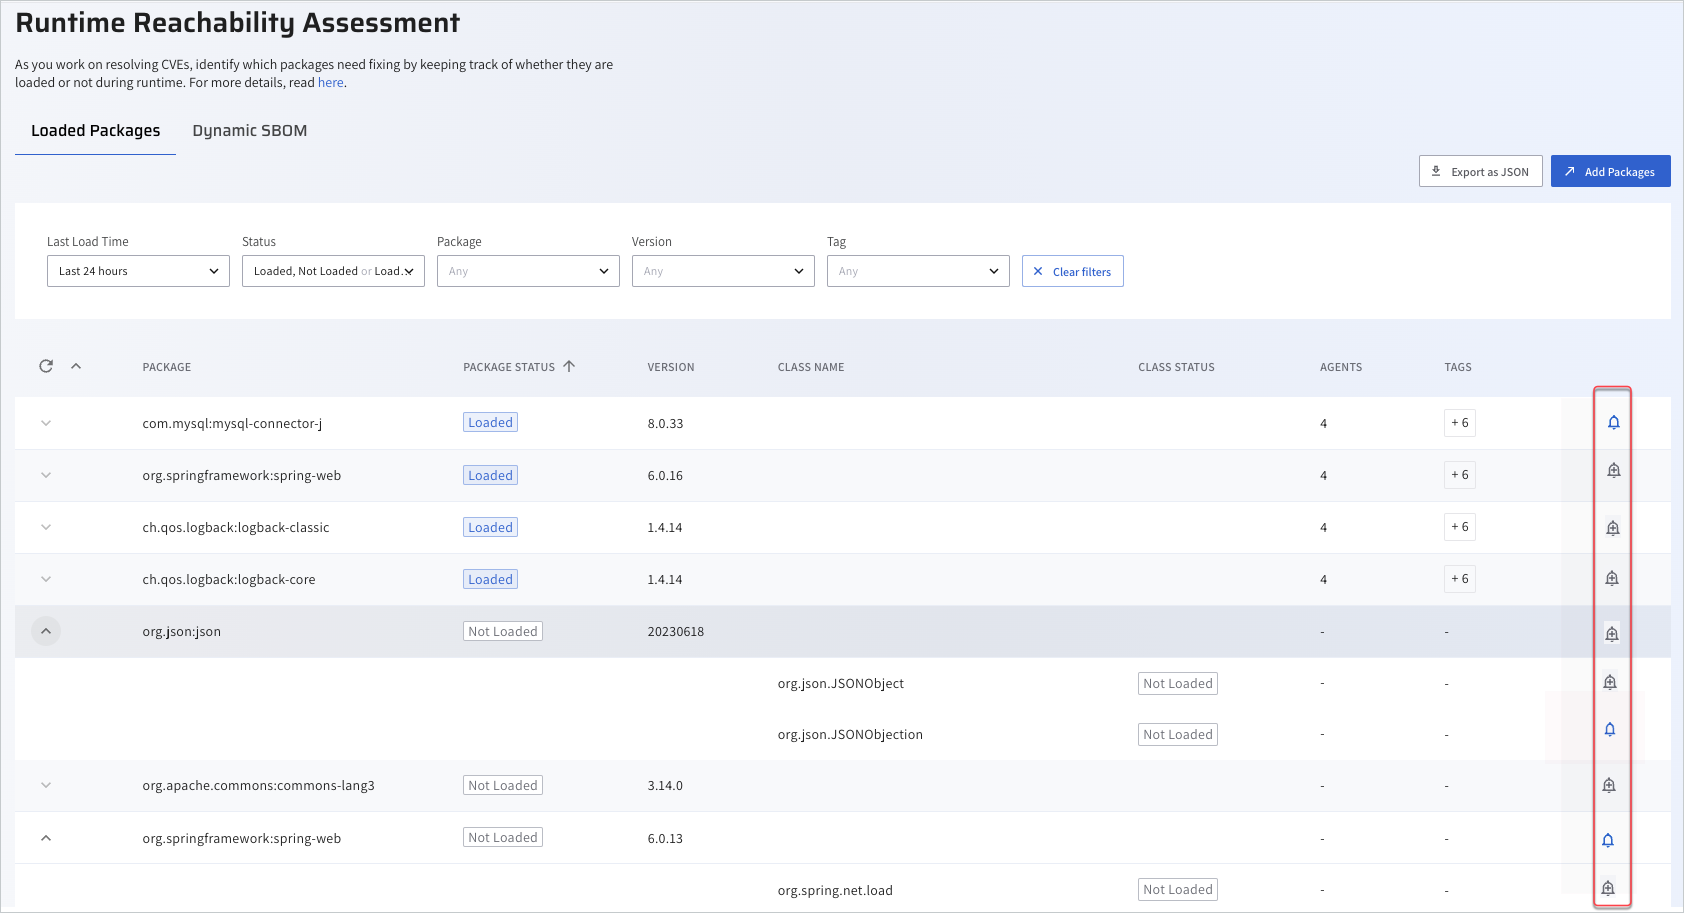 Runtime Reachability Assessment
As you work on resolving CVEs, identify which packages need fixing by keeping track of whether they are
loaded or not during runtime. For more details, read here.
Loaded Packages Dynamic SBOM
Export as JSON Add Packages
Last Load Time Status Package Version Tag
Last 24 hours Loaded, Not Loaded or Load... Any Any Any Clear filters
PACKAGE PACKAGE STATUS VERSION CLASS NAME CLASS STATUS AGENTS TAGS
com.mysql:mysql-connector-j Loaded 8.0.33 4 + 6
org.springframework:spring-web Loaded 6.0.16 4 + 6
ch.qos.logback:logback-classic Loaded 1.4.14 4 + 6
ch.qos.logback:logback-core Loaded 1.4.14 4 + 6
org.json:json Not Loaded 20230618 - -
org.json.JSONObject Not Loaded - -
org.json.JSONObjection Not Loaded - -
org.apache.commons:commons-lang3 Not Loaded 3.14.0 - -
org.springframework:spring-web Not Loaded 6.0.13 - -
org.spring.net.load Not Loaded - -